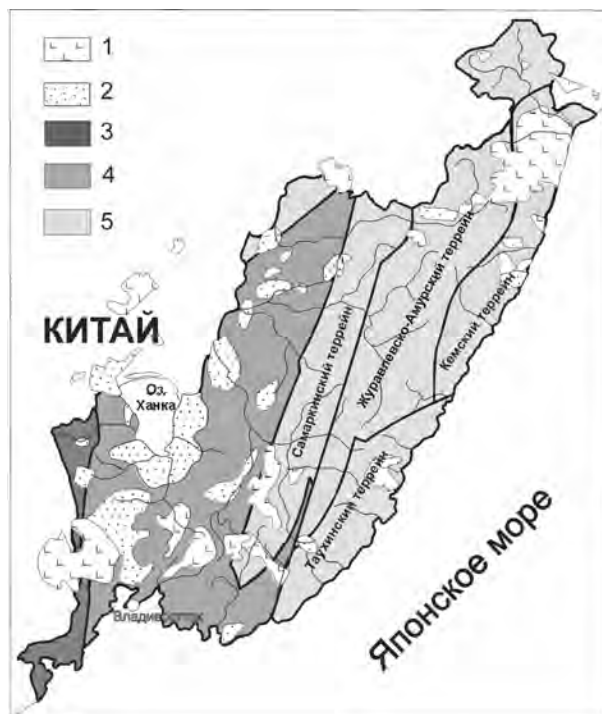 1
2
3
4
5
КИТАЙ
Оз.
Ханка
Самаркинский террейн
Журавлевско-Амурский террейн
Кемский террейн
Таухинский террейн
Владивосток
Японское море